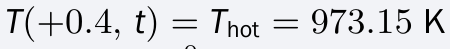 T(+0.4, t) = T_hot = 973.15 K